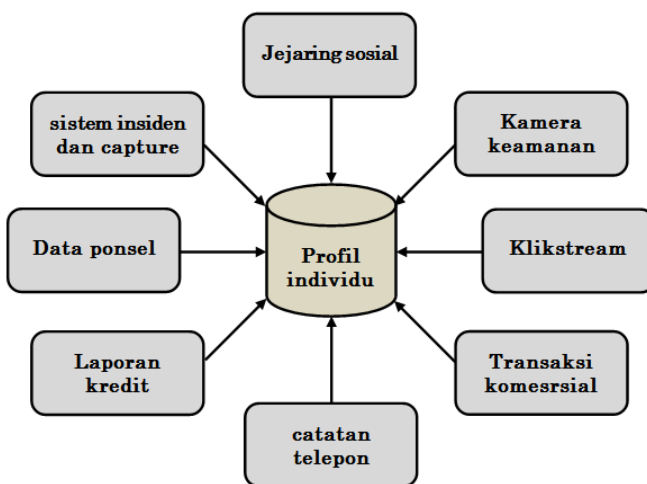 Jejaring sosial
sistem insiden
dan capture
Kamera
keamanan
Data ponsel
Profil
individu
Klikstream
Laporan
kredit
Transaksi
komesrsial
catatan
telepon